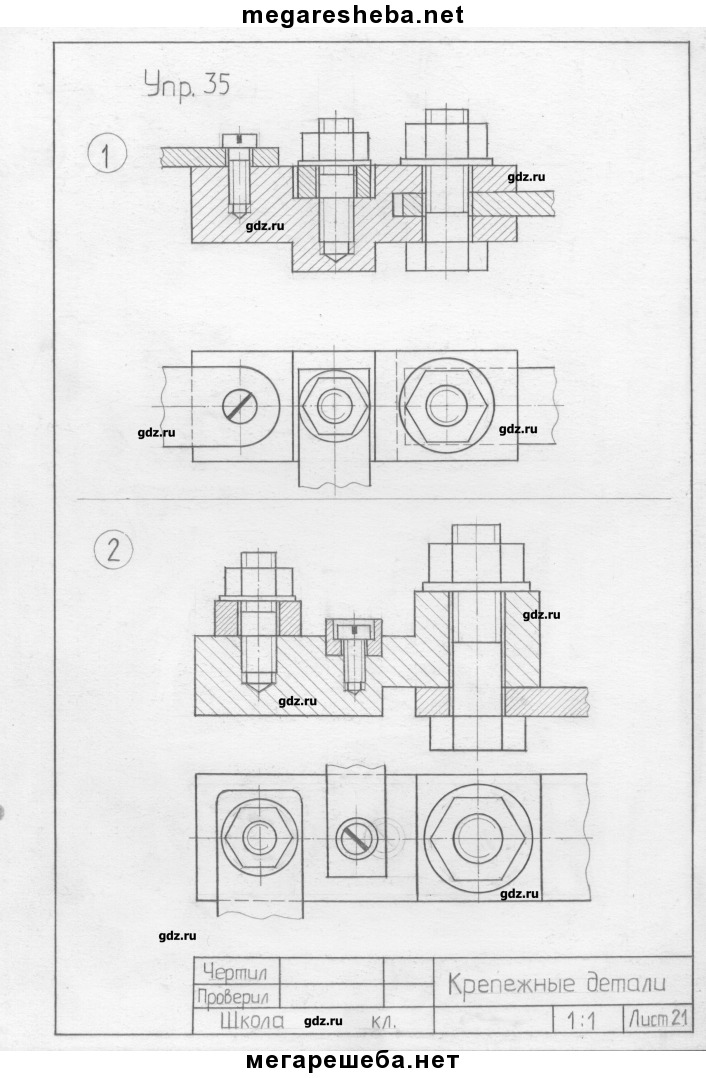 megaresheba.net
Упр. 35
1
gdz.ru
gdz.ru
gdz.ru
gdz.ru
2
gdz.ru
gdz.ru
gdz.ru
gdz.ru
Чертил
Проверил
Крепежные детали
Школа gdz.ru кл.
1:1
Лист 21
мегарешеба.нет